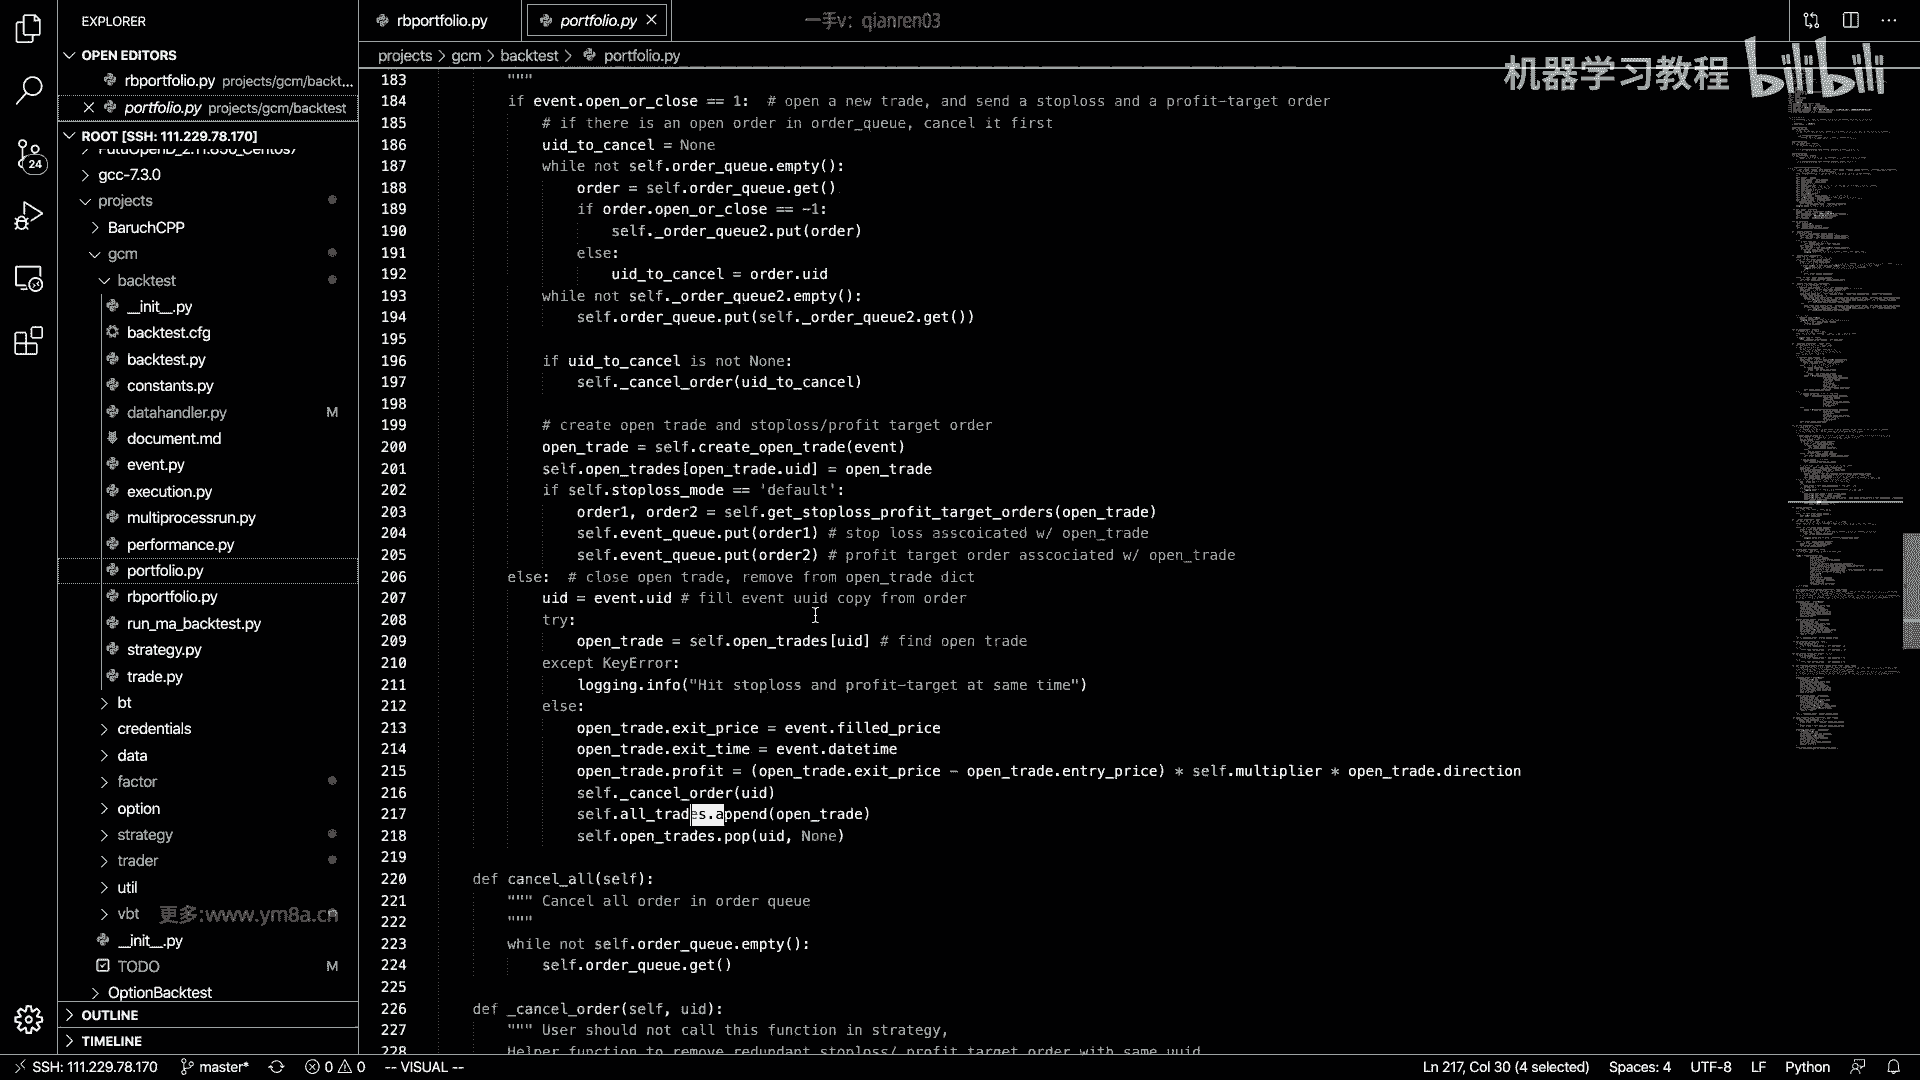 EXPLORER
OPEN EDITORS
rbportfolio.py projects/gcm/backt...
portfolio.py projects/gcm/backtest
ROOT [SSH: 111.229.78.170]
gcc-7.3.0
projects
BaruchCPP
gcm
backtest
__init__.py
backtest.cfg
backtest.py
constants.py
datahandler.py M
document.md
event.py
execution.py
multiprocessrun.py
performance.py
portfolio.py
rbportfolio.py
run_ma_backtest.py
strategy.py
trade.py
bt
credentials
data
factor
option
strategy
trader
util
vbt
更多:www.ym8a.cn
__init__.py
TODO M
OptionBacktest
OUTLINE
TIMELINE
24
rbportfolio.py
portfolio.py
一手v: qianren03
projects > gcm > backtest > portfolio.py
机器学习教程 bilibili
183 """
184 if event.open_or_close == 1:  # open a new trade, and send a stoploss and a profit-target order
185 # if there is an open order in order_queue, cancel it first
186 uid_to_cancel = None
187 while not self.order_queue.empty():
188 order = self.order_queue.get()
189 if order.open_or_close == -1:
190 self._order_queue2.put(order)
191 else:
192 uid_to_cancel = order.uid
193 while not self._order_queue2.empty():
194 self.order_queue.put(self._order_queue2.get())
195
196 if uid_to_cancel is not None:
197 self._cancel_order(uid_to_cancel)
198
199 # create open trade and stoploss/profit target order
200 open_trade = self.create_open_trade(event)
201 self.open_trades[open_trade.uid] = open_trade
202 if self.stoploss_mode == 'default':
203 order1, order2 = self.get_stoploss_profit_target_orders(open_trade)
204 self.event_queue.put(order1) # stop loss asscoicated w/ open_trade
205 self.event_queue.put(order2) # profit target order asscociated w/ open_trade
206 else:  # close open trade, remove from open_trade dict
207 uid = event.uid # fill event uuid copy from order
208 try:
209 open_trade = self.open_trades[uid] # find open trade
210 except KeyError:
211 logging.info("Hit stoploss and profit-target at same time")
212 else:
213 open_trade.exit_price = event.filled_price
214 open_trade.exit_time = event.datetime
215 open_trade.profit = (open_trade.exit_price - open_trade.entry_price) * self.multiplier * open_trade.direction
216 self._cancel_order(uid)
217 self.all_trades.append(open_trade)
218 self.open_trades.pop(uid, None)
219
220 def cancel_all(self):
221 """ Cancel all order in order queue
222 """
223 while not self.order_queue.empty():
224 self.order_queue.get()
225
226 def _cancel_order(self, uid):
227 """ User should not call this function in strategy,
228 Helper function to remove redundant stoploss/ profit target order with same uuid
SSH: 111.229.78.170 master* 0 0 -- VISUAL -- Ln 217, Col 30 (4 selected) Spaces: 4 UTF-8 LF Python